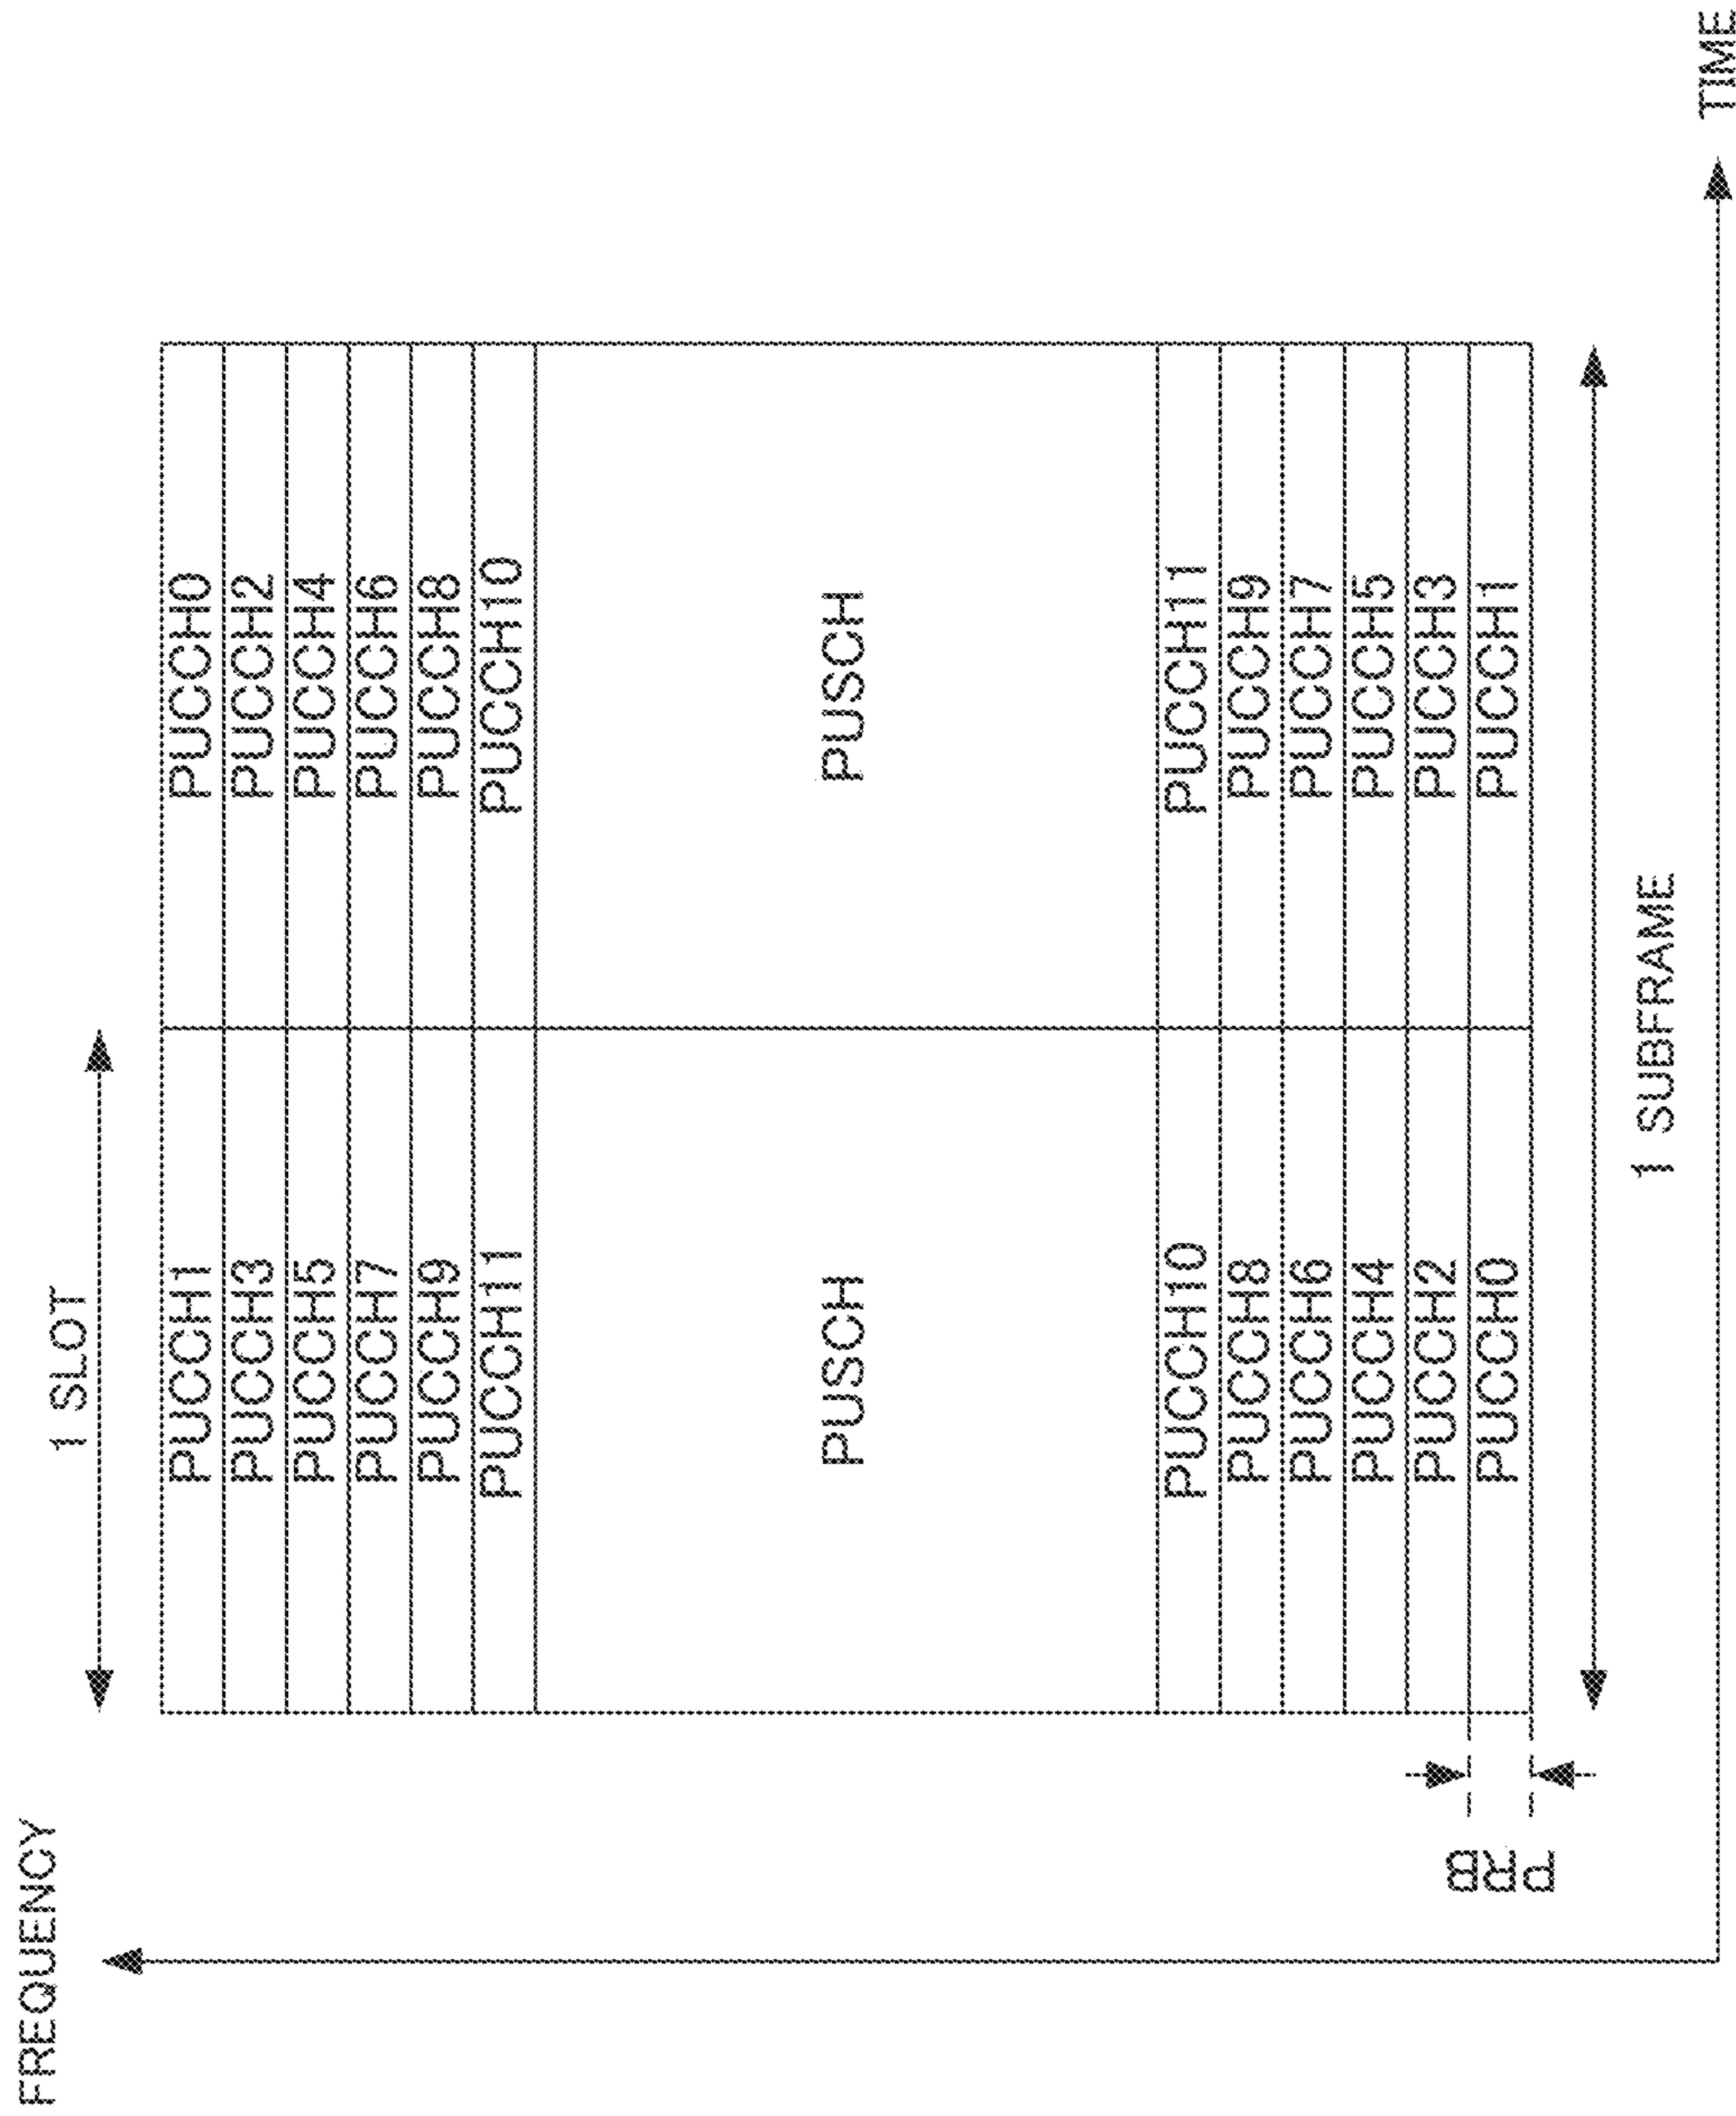 FREQUENCY
1 SLOT
PUCCH1 PUCCH0
PUCCH3 PUCCH2
PUCCH5 PUCCH4
PUCCH7 PUCCH6
PUCCH9 PUCCH8
PUCCH11 PUCCH10
PUSCH PUSCH
PUCCH10 PUCCH11
PUCCH8 PUCCH9
PUCCH6 PUCCH7
PUCCH4 PUCCH5
PUCCH2 PUCCH3
PUCCH0 PUCCH1
PRB
1 SUBFRAME
TIME